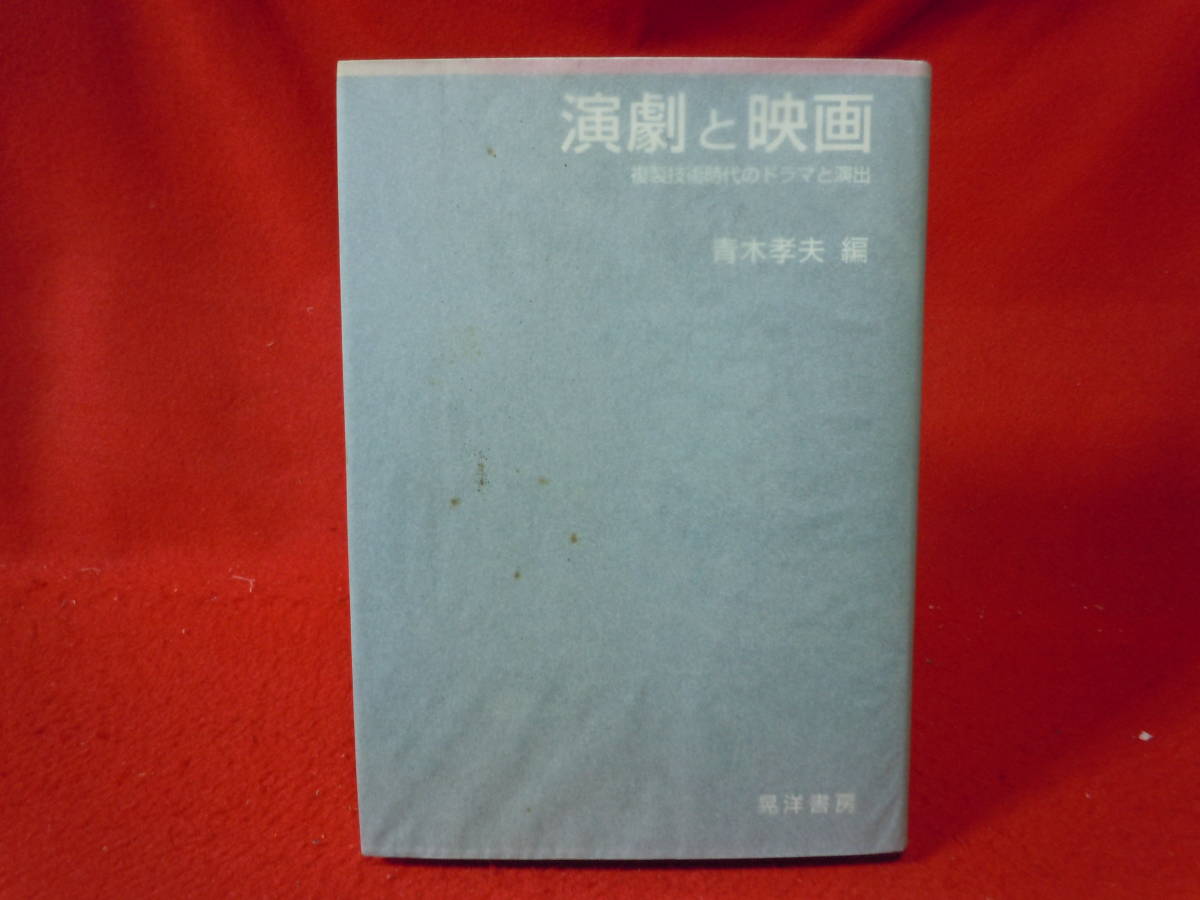 演劇と映画
複製技術時代のドラマと演出
青木孝夫 編
晃洋書房